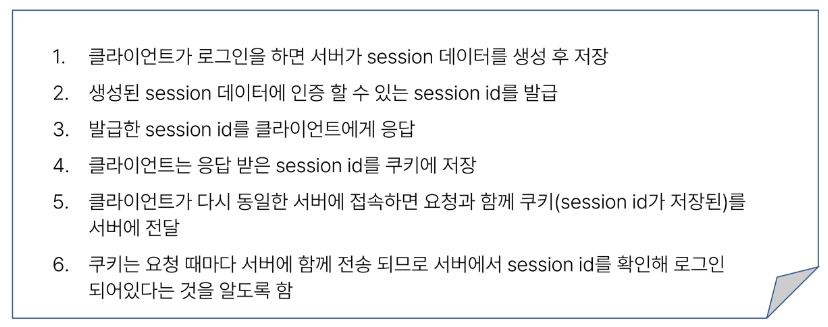 1. 클라이언트가 로그인을 하면 서버가 session 데이터를 생성 후 저장
2. 생성된 session 데이터에 인증 할 수 있는 session id를 발급
3. 발급한 session id를 클라이언트에게 응답
4. 클라이언트는 응답 받은 session id를 쿠키에 저장
5. 클라이언트가 다시 동일한 서버에 접속하면 요청과 함께 쿠키(session id가 저장된)를
서버에 전달
6. 쿠키는 요청 때마다 서버에 함께 전송 되므로 서버에서 session id를 확인해 로그인
되어있다는 것을 알도록 함